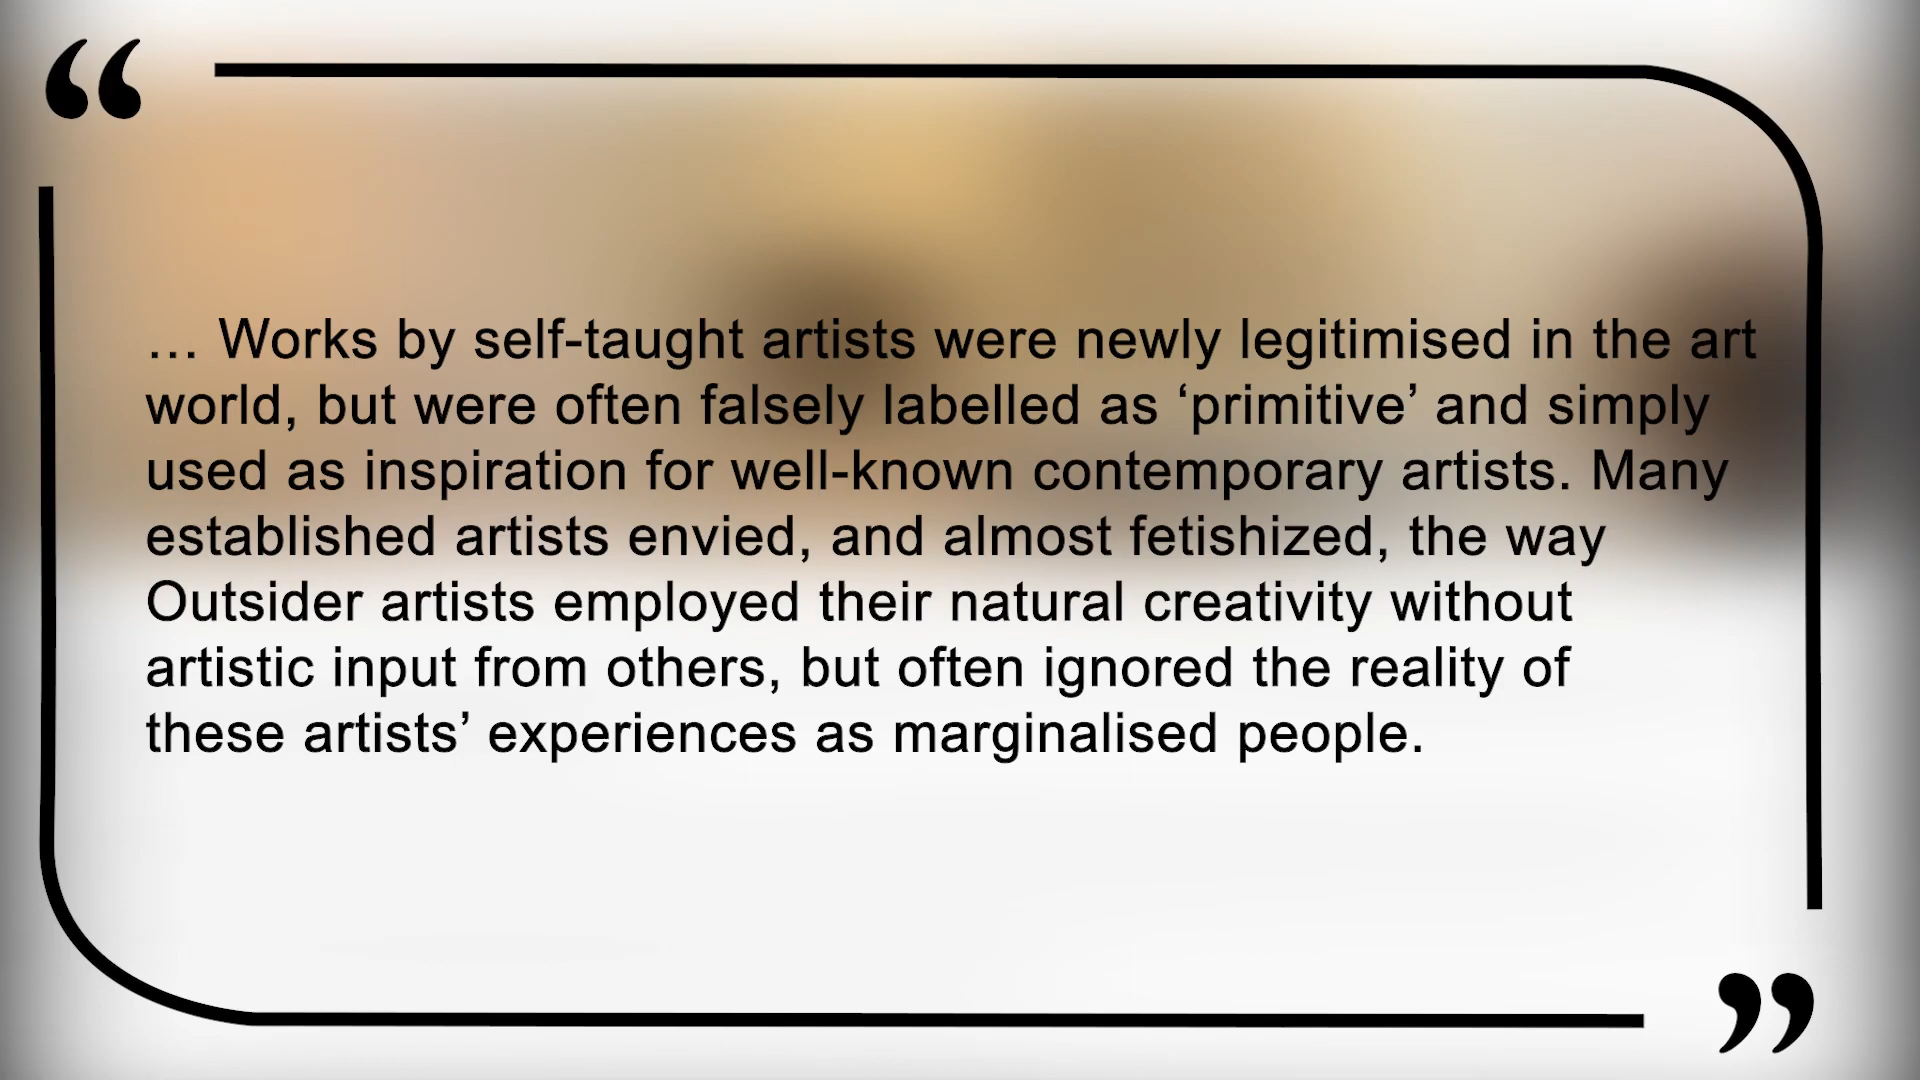 “
… Works by self-taught artists were newly legitimised in the art
world, but were often falsely labelled as ‘primitive’ and simply
used as inspiration for well-known contemporary artists. Many
established artists envied, and almost fetishized, the way
Outsider artists employed their natural creativity without
artistic input from others, but often ignored the reality of
these artists’ experiences as marginalised people.
”